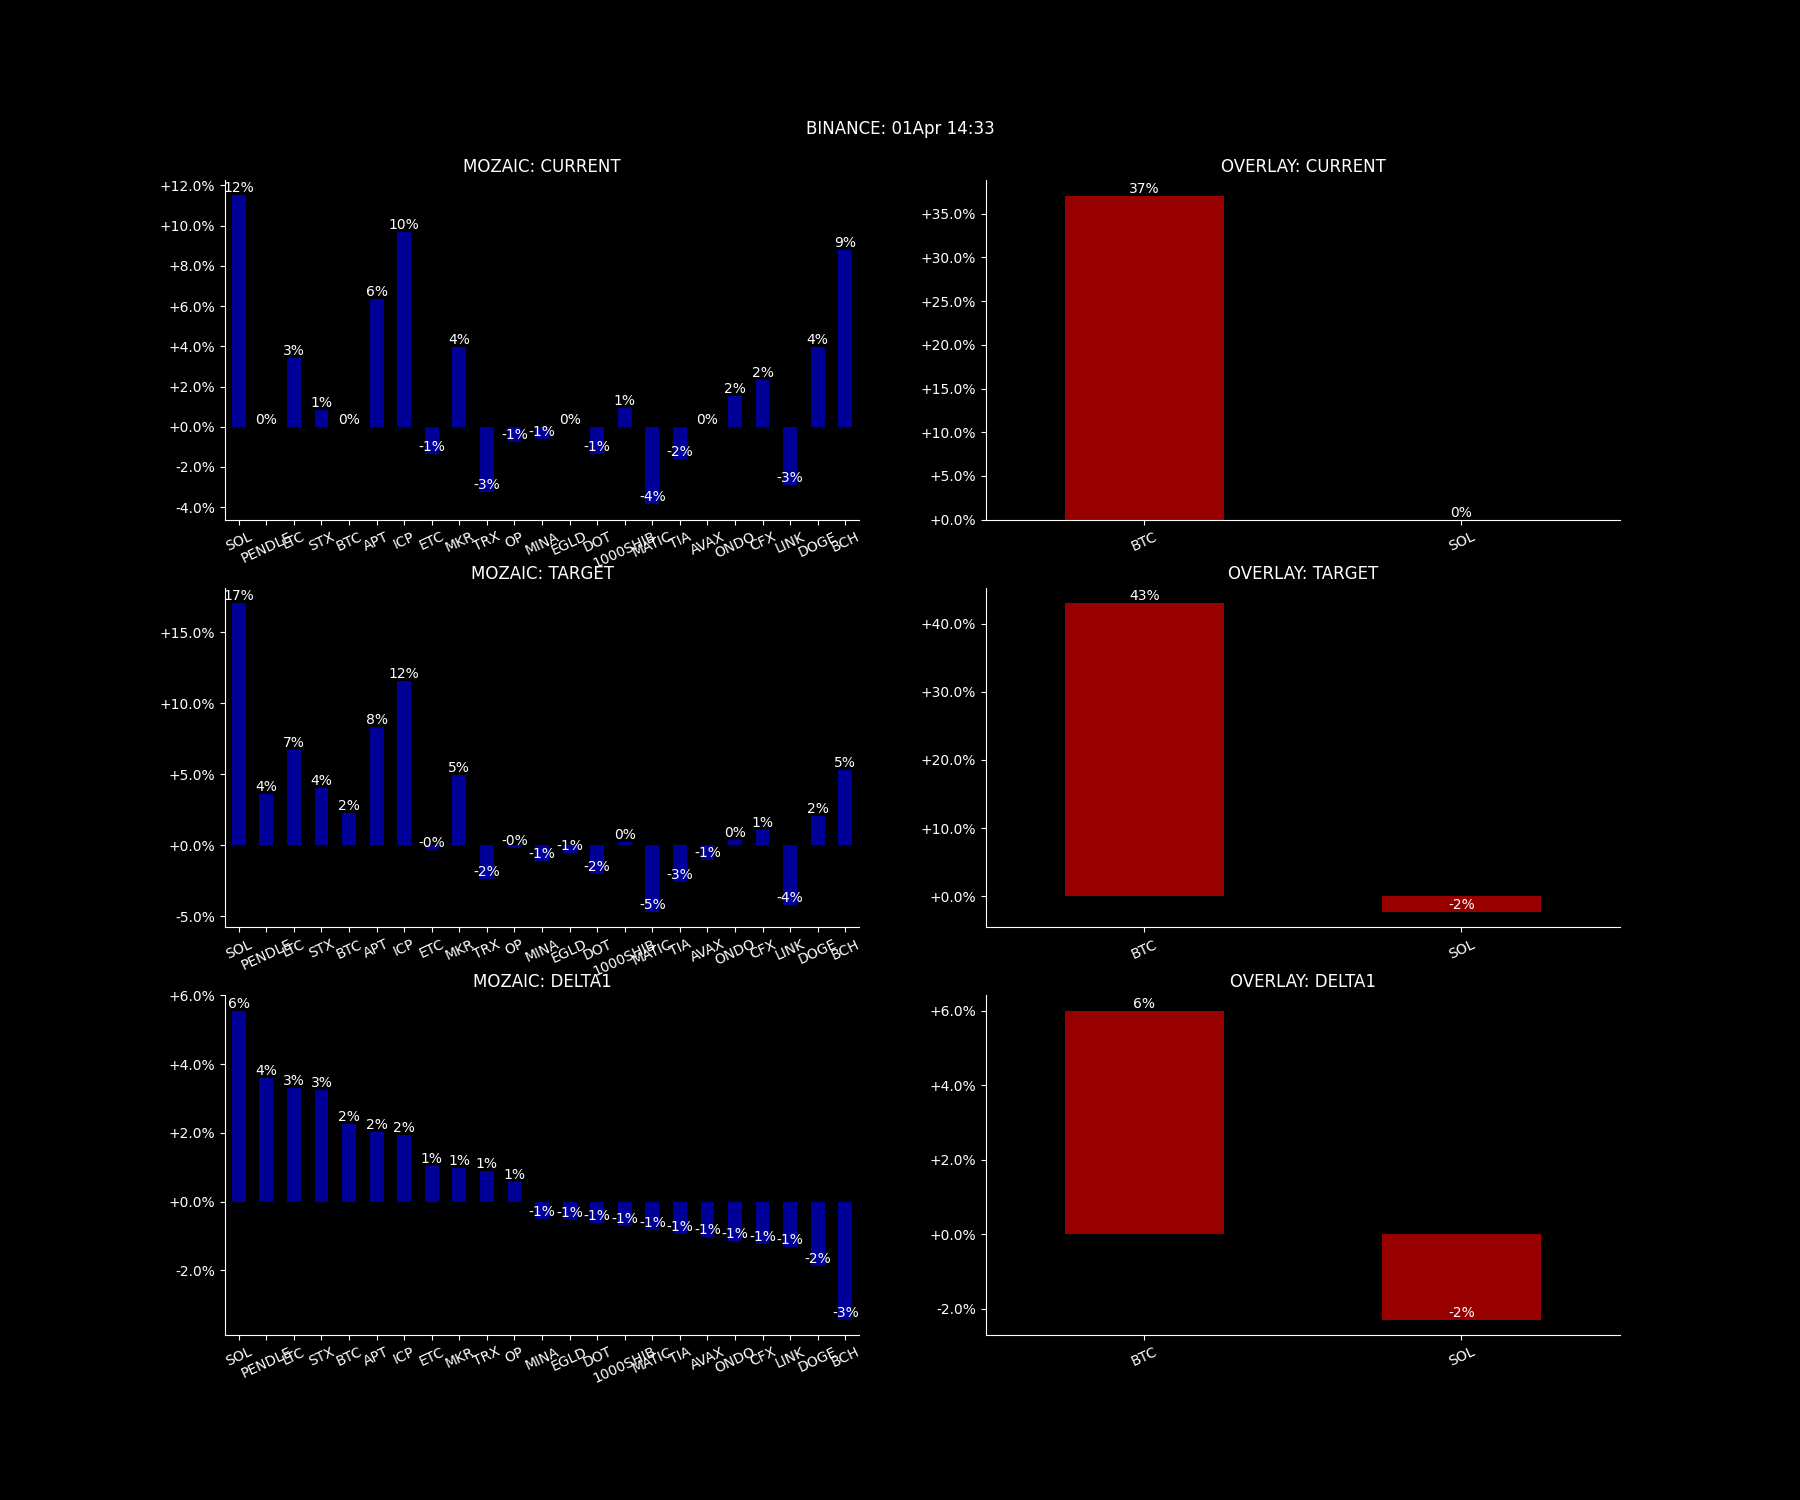 BINANCE: 01Apr 14:33
MOZAIC: CURRENT
+12.0%
+10.0%
+8.0%
+6.0%
+4.0%
+2.0%
+0.0%
-2.0%
-4.0%
12% 0% 3% 1% 0% 6% 10% -1% 4% -3% -1% -1% 0% -1% 1% -4% -2% 0% 2% 2% -3% 4% 9%
SOL PENDLE LTC STX BTC APT ICP ETC MKR TRX OP MINA EGLD DOT 1000SHIB MATIC TIA AVAX ONDO CFX LINK DOGE BCH
OVERLAY: CURRENT
+35.0%
+30.0%
+25.0%
+20.0%
+15.0%
+10.0%
+5.0%
+0.0%
37% 0%
BTC SOL
MOZAIC: TARGET
+15.0%
+10.0%
+5.0%
+0.0%
-5.0%
17% 4% 7% 4% 2% 8% 12% -0% 5% -2% -0% -1% -1% -2% 0% -5% -3% -1% 0% 1% -4% 2% 5%
SOL PENDLE LTC STX BTC APT ICP ETC MKR TRX OP MINA EGLD DOT 1000SHIB MATIC TIA AVAX ONDO CFX LINK DOGE BCH
OVERLAY: TARGET
+40.0%
+30.0%
+20.0%
+10.0%
+0.0%
43% -2%
BTC SOL
MOZAIC: DELTA1
+6.0%
+4.0%
+2.0%
+0.0%
-2.0%
6% 4% 3% 3% 2% 2% 2% 1% 1% 1% 1% -1% -1% -1% -1% -1% -1% -1% -1% -1% -1% -2% -3%
SOL PENDLE LTC STX BTC APT ICP ETC MKR TRX OP MINA EGLD DOT 1000SHIB MATIC TIA AVAX ONDO CFX LINK DOGE BCH
OVERLAY: DELTA1
+6.0%
+4.0%
+2.0%
+0.0%
-2.0%
6% -2%
BTC SOL